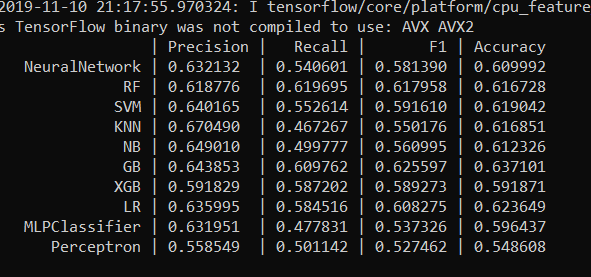 2019-11-10 21:17:55.970324: I tensorflow/core/platform/cpu_feature
s TensorFlow binary was not compiled to use: AVX AVX2
| Precision | Recall | F1 | Accuracy
NeuralNetwork | 0.632132 | 0.540601 | 0.581390 | 0.609992
RF | 0.618776 | 0.619695 | 0.617958 | 0.616728
SVM | 0.640165 | 0.552614 | 0.591610 | 0.619042
KNN | 0.670490 | 0.467267 | 0.550176 | 0.616851
NB | 0.649010 | 0.499777 | 0.560995 | 0.612326
GB | 0.643853 | 0.609762 | 0.625597 | 0.637101
XGB | 0.591829 | 0.587202 | 0.589273 | 0.591871
LR | 0.635995 | 0.584516 | 0.608275 | 0.623649
MLPClassifier | 0.631951 | 0.477831 | 0.537326 | 0.596437
Perceptron | 0.558549 | 0.501142 | 0.527462 | 0.548608